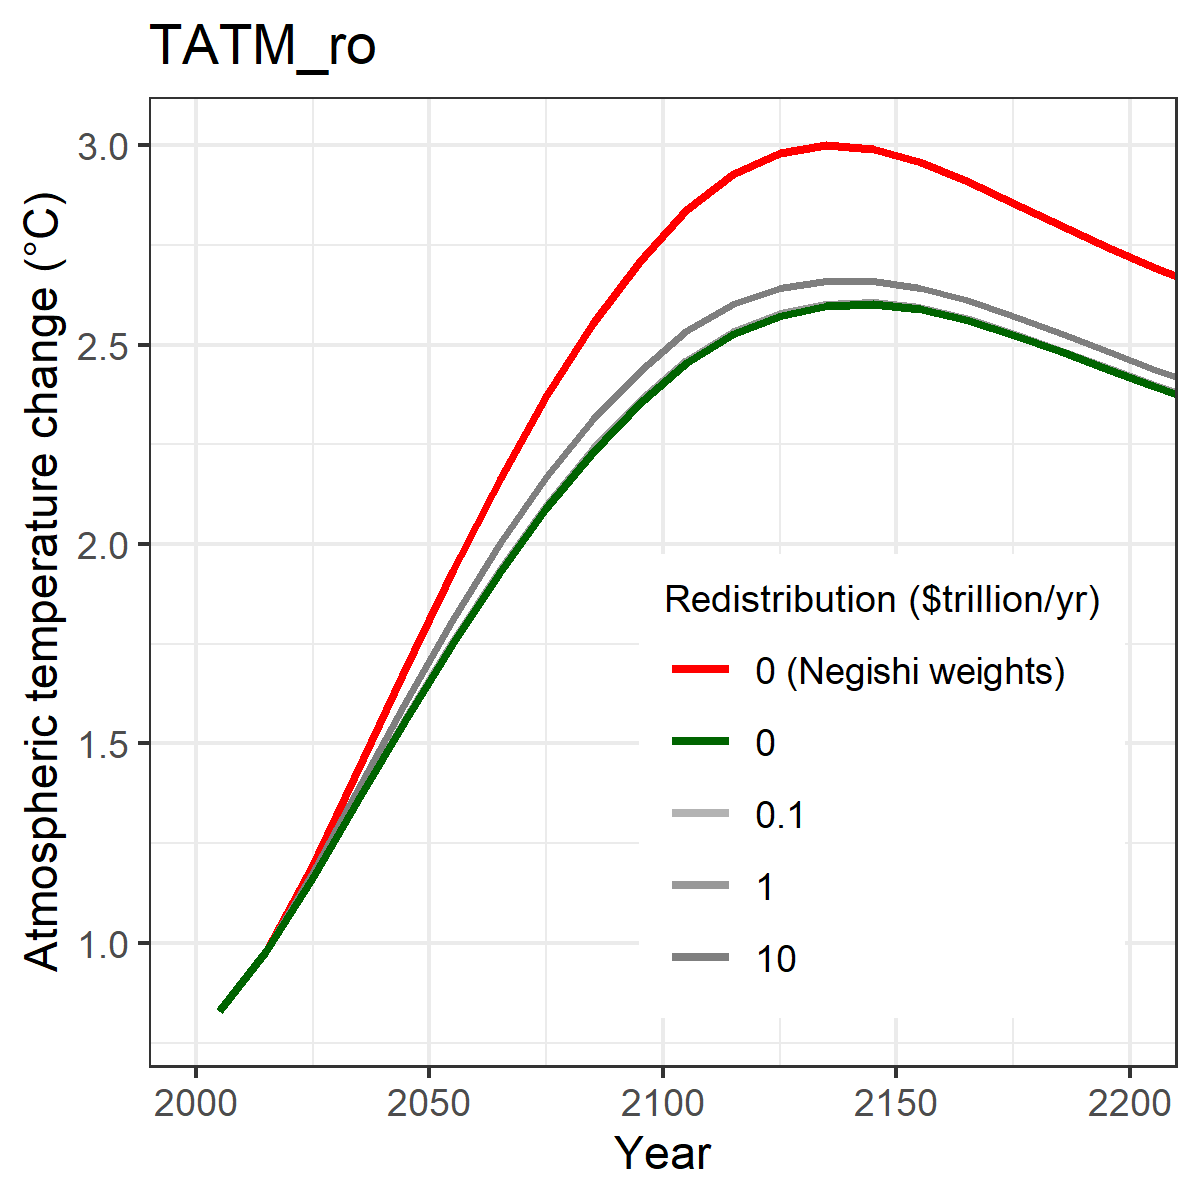 TATM_ro
Atmospheric temperature change (°C)
3.0
2.5
2.0
1.5
1.0
Redistribution ($trillion/yr)
0 (Negishi weights)
0
0.1
1
10
2000
2050
2100
2150
2200
Year